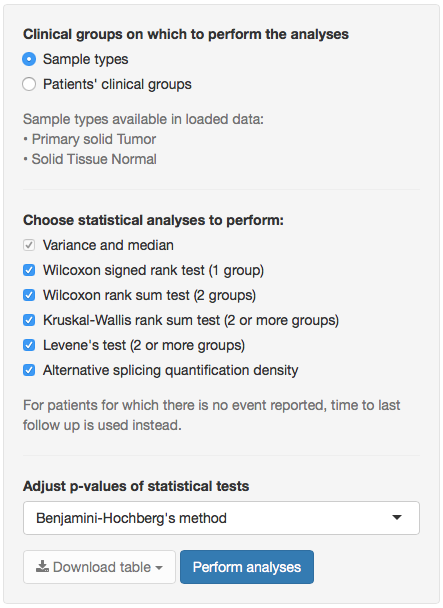 Clinical groups on which to perform the analyses
Sample types
Patients' clinical groups
Sample types available in loaded data:
• Primary solid Tumor
• Solid Tissue Normal
Choose statistical analyses to perform:
Variance and median
Wilcoxon signed rank test (1 group)
Wilcoxon rank sum test (2 groups)
Kruskal-Wallis rank sum test (2 or more groups)
Levene's test (2 or more groups)
Alternative splicing quantification density
For patients for which there is no event reported, time to last
follow up is used instead.
Adjust p-values of statistical tests
Benjamini-Hochberg's method
Download table
Perform analyses